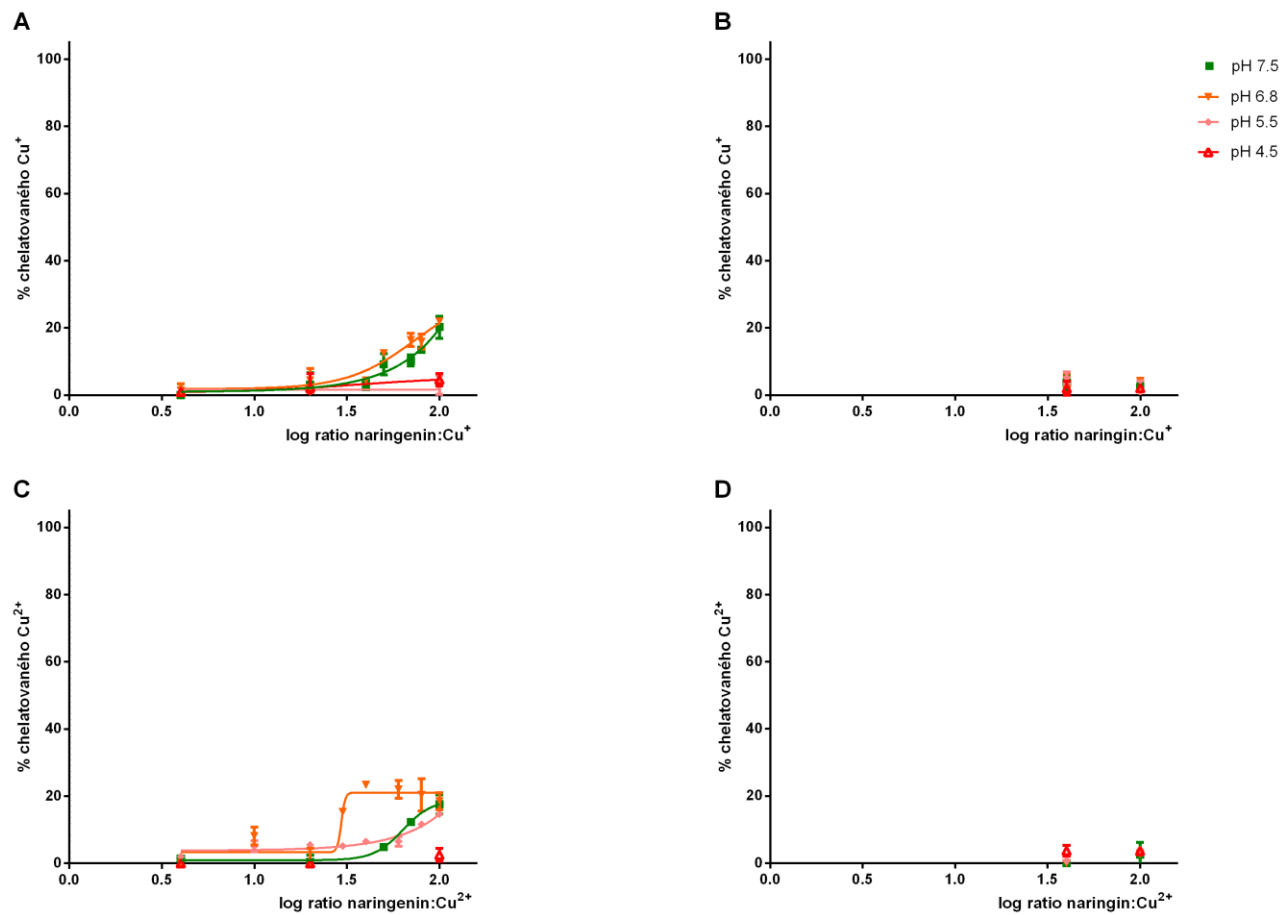 A
% chelatovaného Cu⁺
100
80
60
40
20
0
0.0 0.5 1.0 1.5 2.0
log ratio naringenin:Cu⁺
B
% chelatovaného Cu⁺
100
80
60
40
20
0
0.0 0.5 1.0 1.5 2.0
log ratio naringin:Cu⁺
pH 7.5
pH 6.8
pH 5.5
pH 4.5
C
% chelatovaného Cu²⁺
100
80
60
40
20
0
0.0 0.5 1.0 1.5 2.0
log ratio naringenin:Cu²⁺
D
% chelatovaného Cu²⁺
100
80
60
40
20
0
0.0 0.5 1.0 1.5 2.0
log ratio naringin:Cu²⁺